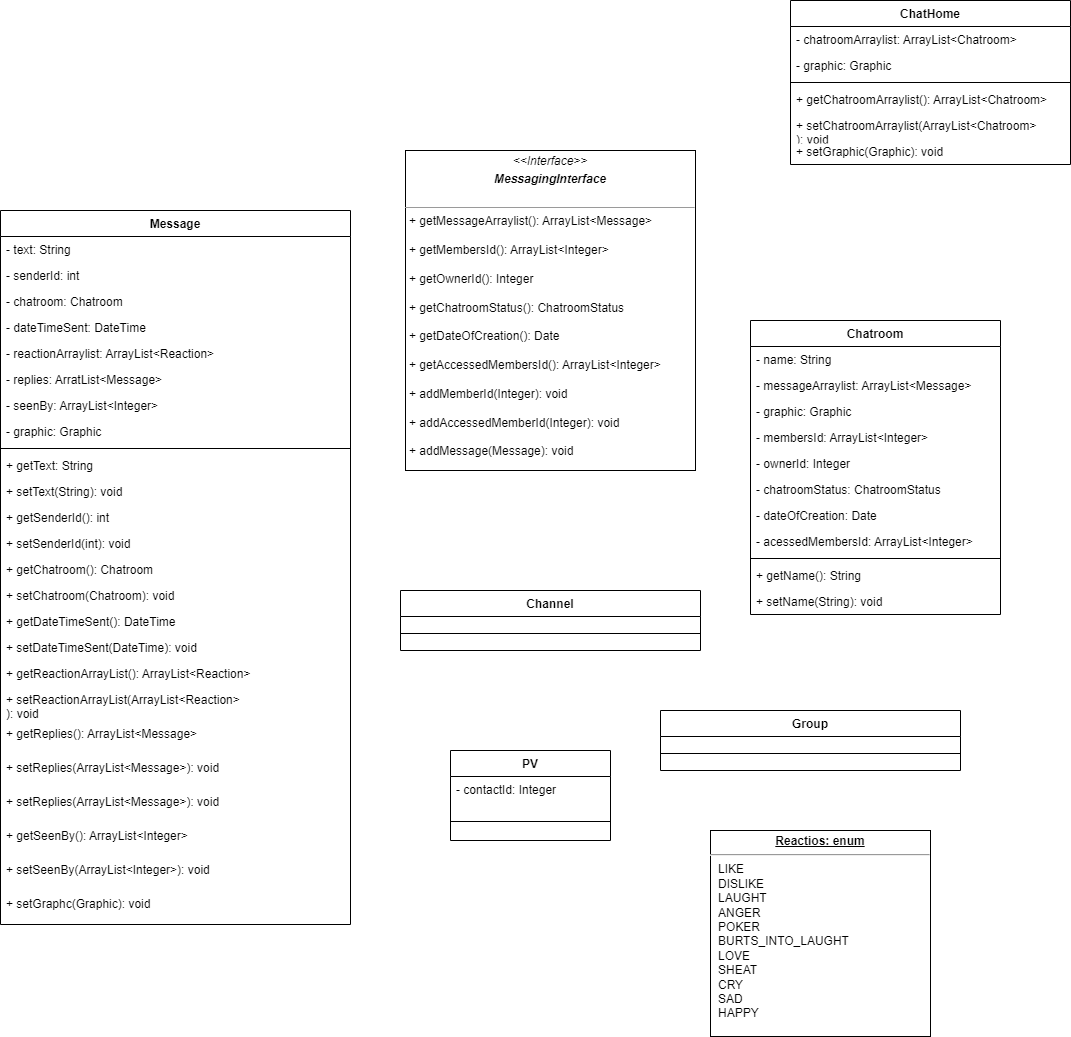 ChatHome
- chatroomArraylist: ArrayList<Chatroom>
- graphic: Graphic
+ getChatroomArraylist(): ArrayList<Chatroom>
+ setChatroomArraylist(ArrayList<Chatroom>
): void
+ setGraphic(Graphic): void
<<Interface>>
MessagingInterface
+ getMessageArraylist(): ArrayList<Message>
+ getMembersId(): ArrayList<Integer>
+ getOwnerId(): Integer
+ getChatroomStatus(): ChatroomStatus
+ getDateOfCreation(): Date
+ getAccessedMembersId(): ArrayList<Integer>
+ addMemberId(Integer): void
+ addAccessedMemberId(Integer): void
+ addMessage(Message): void
Message
- text: String
- senderId: int
- chatroom: Chatroom
- dateTimeSent: DateTime
- reactionArraylist: ArrayList<Reaction>
- replies: ArratList<Message>
- seenBy: ArrayList<Integer>
- graphic: Graphic
+ getText: String
+ setText(String): void
+ getSenderId(): int
+ setSenderId(int): void
+ getChatroom(): Chatroom
+ setChatroom(Chatroom): void
+ getDateTimeSent(): DateTime
+ setDateTimeSent(DateTime): void
+ getReactionArrayList(): ArrayList<Reaction>
+ setReactionArrayList(ArrayList<Reaction>
): void
+ getReplies(): ArrayList<Message>
+ setReplies(ArrayList<Message>): void
+ setReplies(ArrayList<Message>): void
+ getSeenBy(): ArrayList<Integer>
+ setSeenBy(ArrayList<Integer>): void
+ setGraphc(Graphic): void
Chatroom
- name: String
- messageArraylist: ArrayList<Message>
- graphic: Graphic
- membersId: ArrayList<Integer>
- ownerId: Integer
- chatroomStatus: ChatroomStatus
- dateOfCreation: Date
- acessedMembersId: ArrayList<Integer>
+ getName(): String
+ setName(String): void
Channel
Group
PV
- contactId: Integer
Reactios: enum
LIKE
DISLIKE
LAUGHT
ANGER
POKER
BURTS_INTO_LAUGHT
LOVE
SHEAT
CRY
SAD
HAPPY